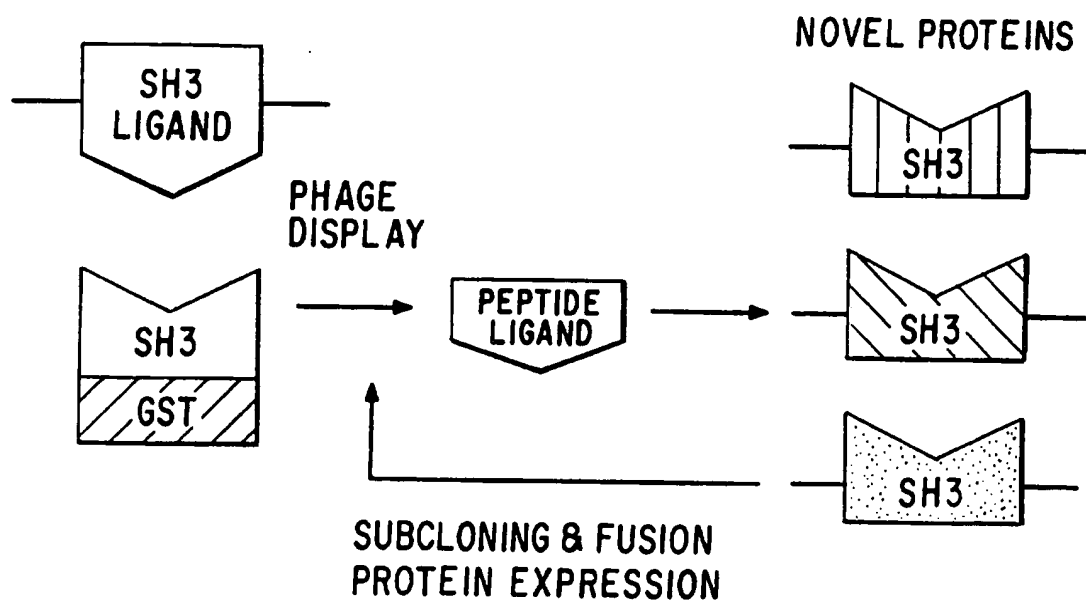 SH3
LIGAND
SH3
GST
PHAGE
DISPLAY
PEPTIDE
LIGAND
NOVEL PROTEINS
SH3
SH3
SH3
SUBCLONING & FUSION
PROTEIN EXPRESSION